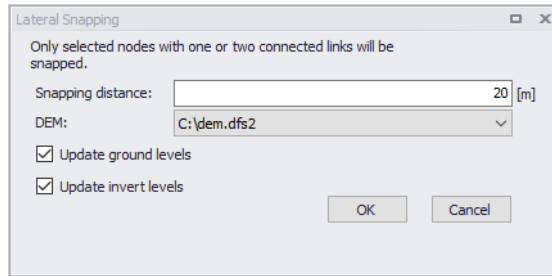 Lateral Snapping
Only selected nodes with one or two connected links will be
snapped.
Snapping distance: 20 [m]
DEM: C:\dem.dfs2
Update ground levels
Update invert levels
OK Cancel